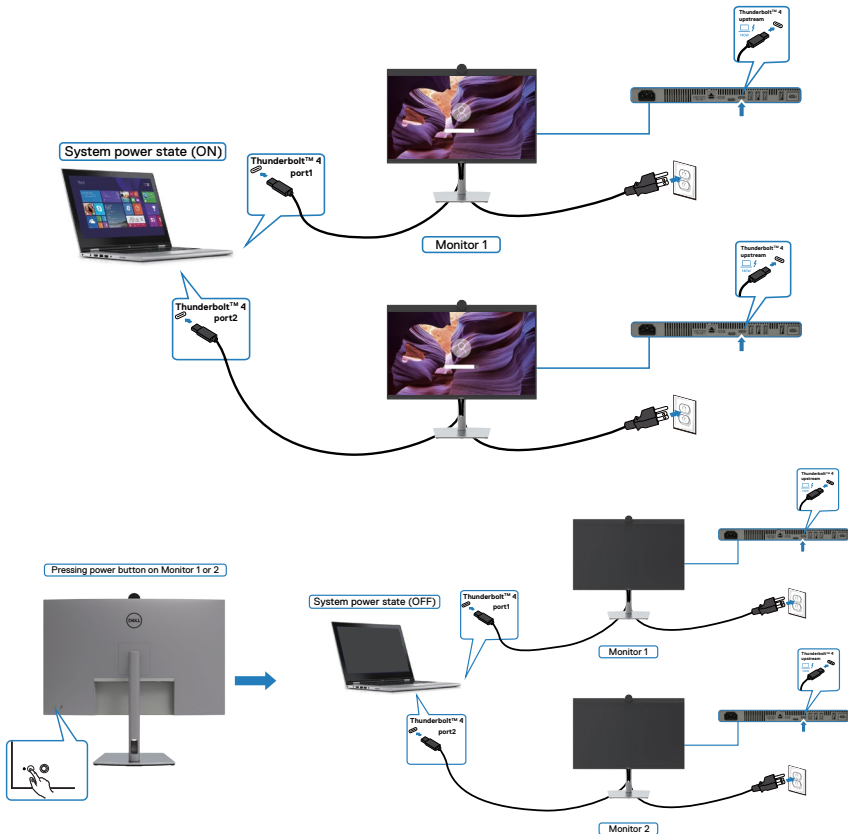 Thunderbolt™ 4
upstream
System power state (ON)
Thunderbolt™ 4
port1
Monitor 1
Thunderbolt™ 4
upstream
Thunderbolt™ 4
port2
Thunderbolt™ 4
upstream
Pressing power button on Monitor 1 or 2
DELL
System power state (OFF)
Thunderbolt™ 4
port1
Monitor 1
Thunderbolt™ 4
upstream
Thunderbolt™ 4
port2
Monitor 2